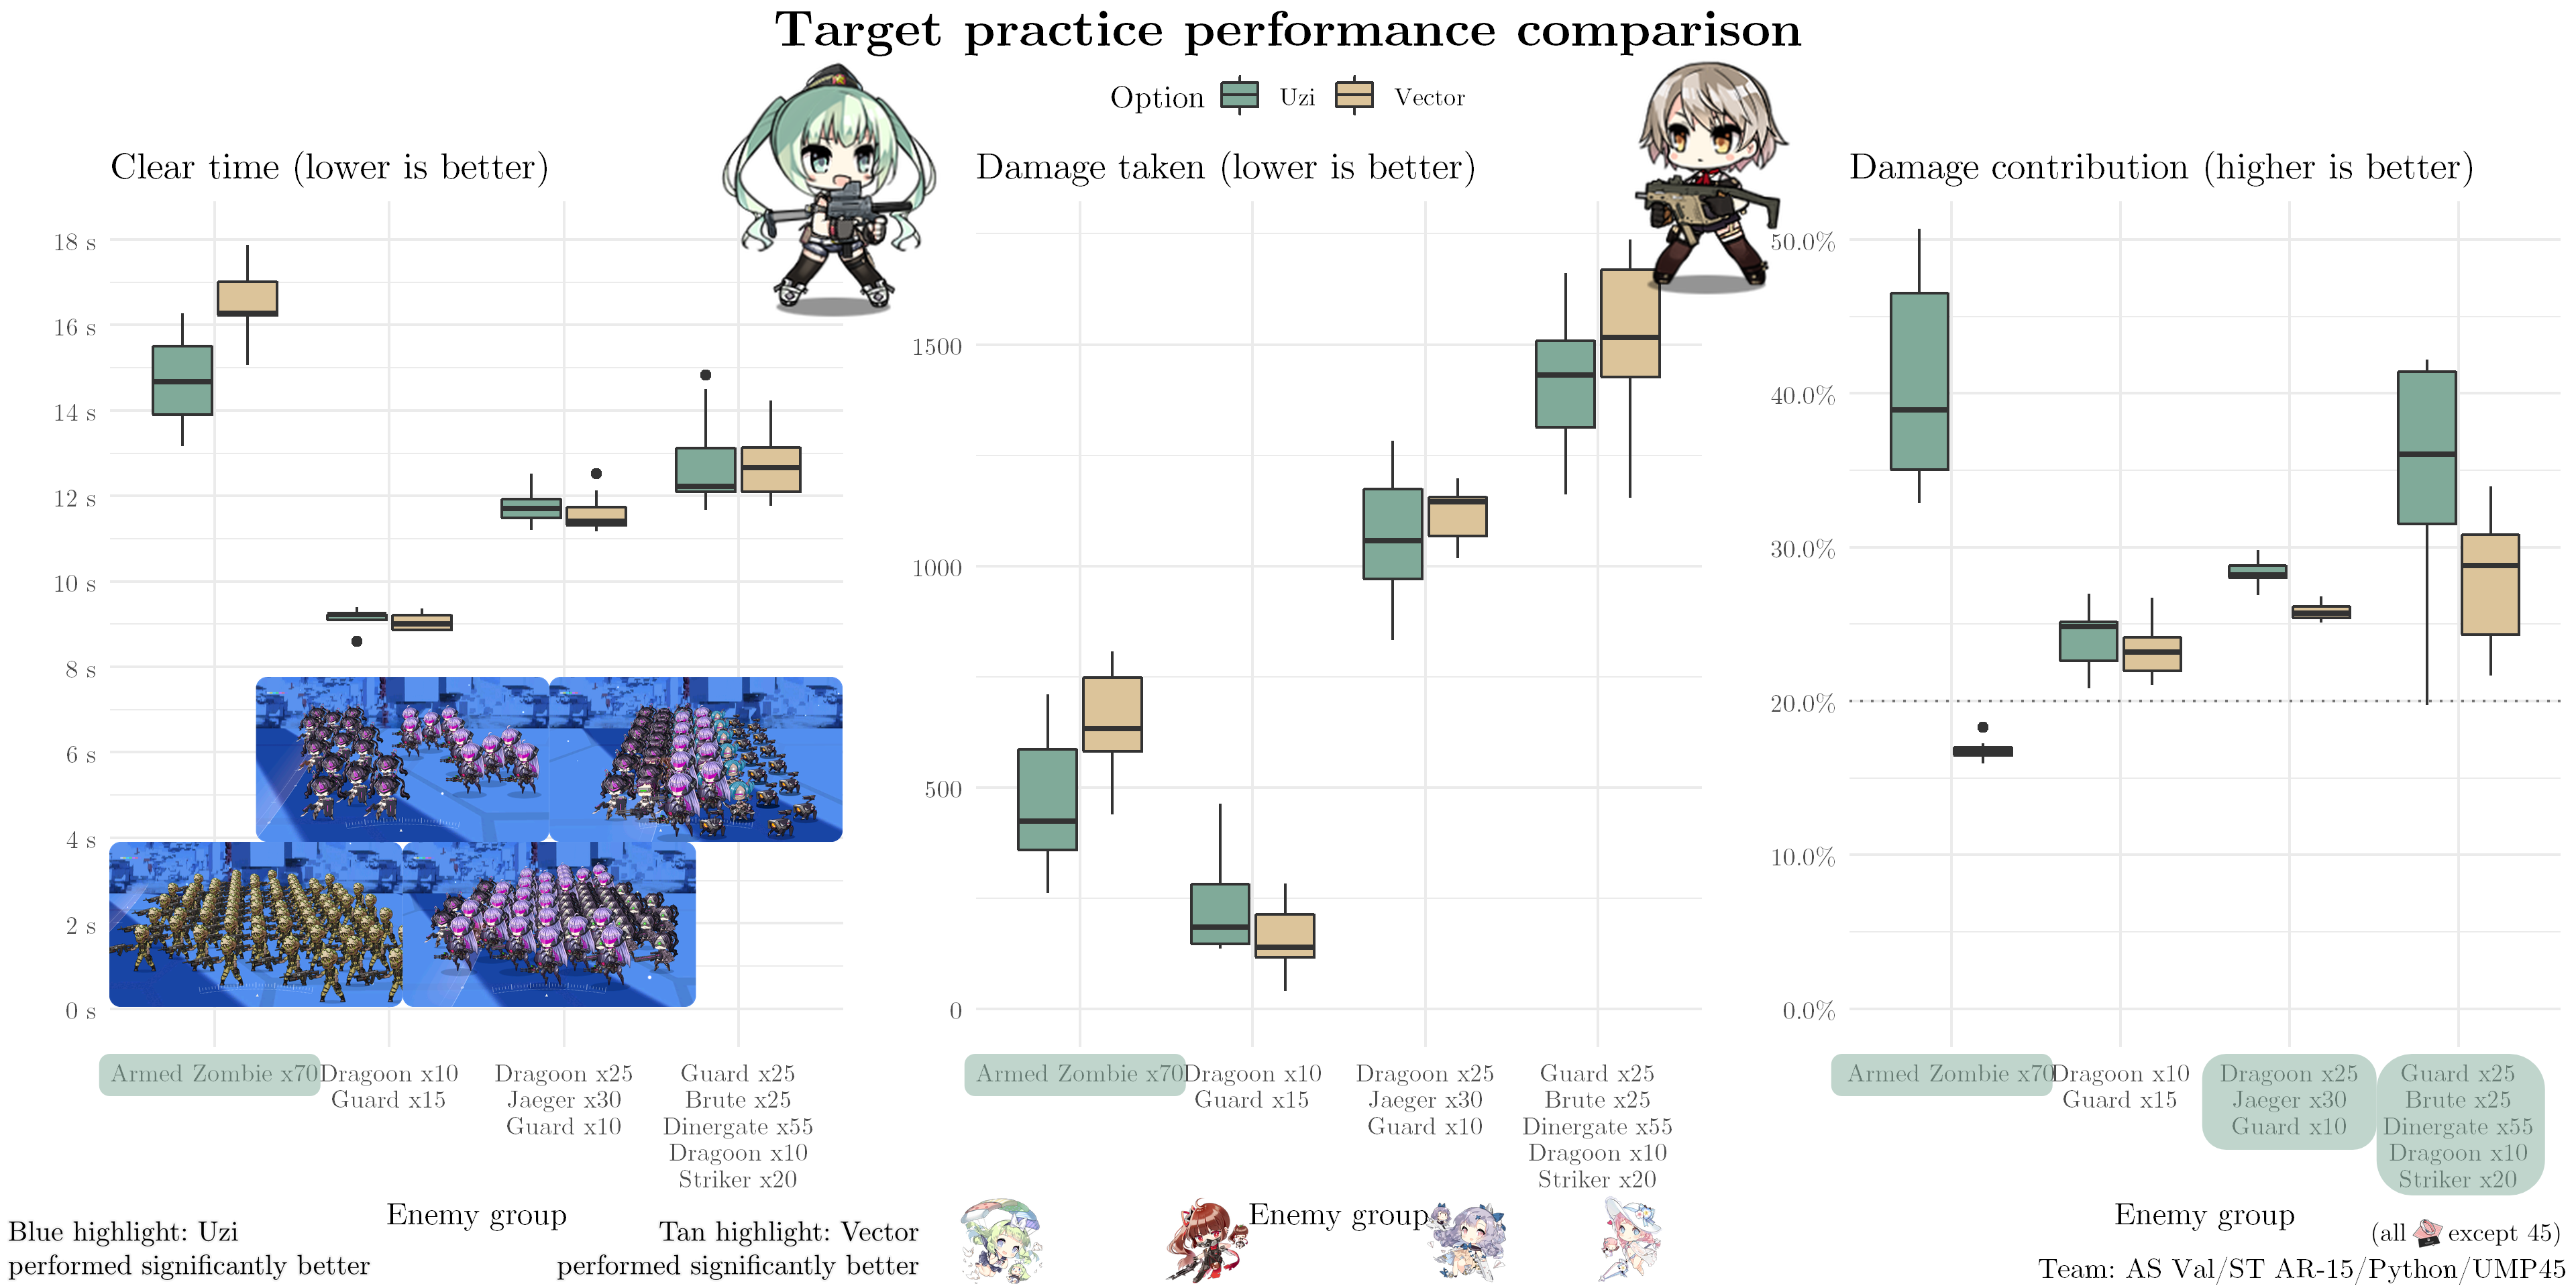 Target practice performance comparison
Option Uzi Vector
Clear time (lower is better)
18 s
16 s
14 s
12 s
10 s
8 s
6 s
4 s
2 s
0 s
Armed Zombie x70
Dragoon x10
Guard x15
Dragoon x25
Jaeger x30
Guard x10
Guard x25
Brute x25
Dinergate x55
Dragoon x10
Striker x20
Enemy group
Damage taken (lower is better)
1500
1000
500
0
Armed Zombie x70
Dragoon x10
Guard x15
Dragoon x25
Jaeger x30
Guard x10
Guard x25
Brute x25
Dinergate x55
Dragoon x10
Striker x20
Enemy group
Damage contribution (higher is better)
50.0%
40.0%
30.0%
20.0%
10.0%
0.0%
Armed Zombie x70
Dragoon x10
Guard x15
Dragoon x25
Jaeger x30
Guard x10
Guard x25
Brute x25
Dinergate x55
Dragoon x10
Striker x20
Enemy group
Blue highlight: Uzi
performed significantly better
Tan highlight: Vector
performed significantly better
(all except 45)
Team: AS Val/ST AR-15/Python/UMP45